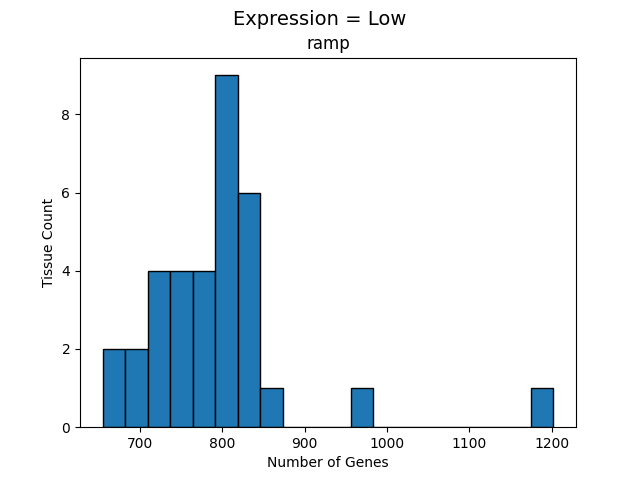 Expression = Low
ramp
8
6
4
2
0
Tissue Count
700 800 900 1000 1100 1200
Number of Genes